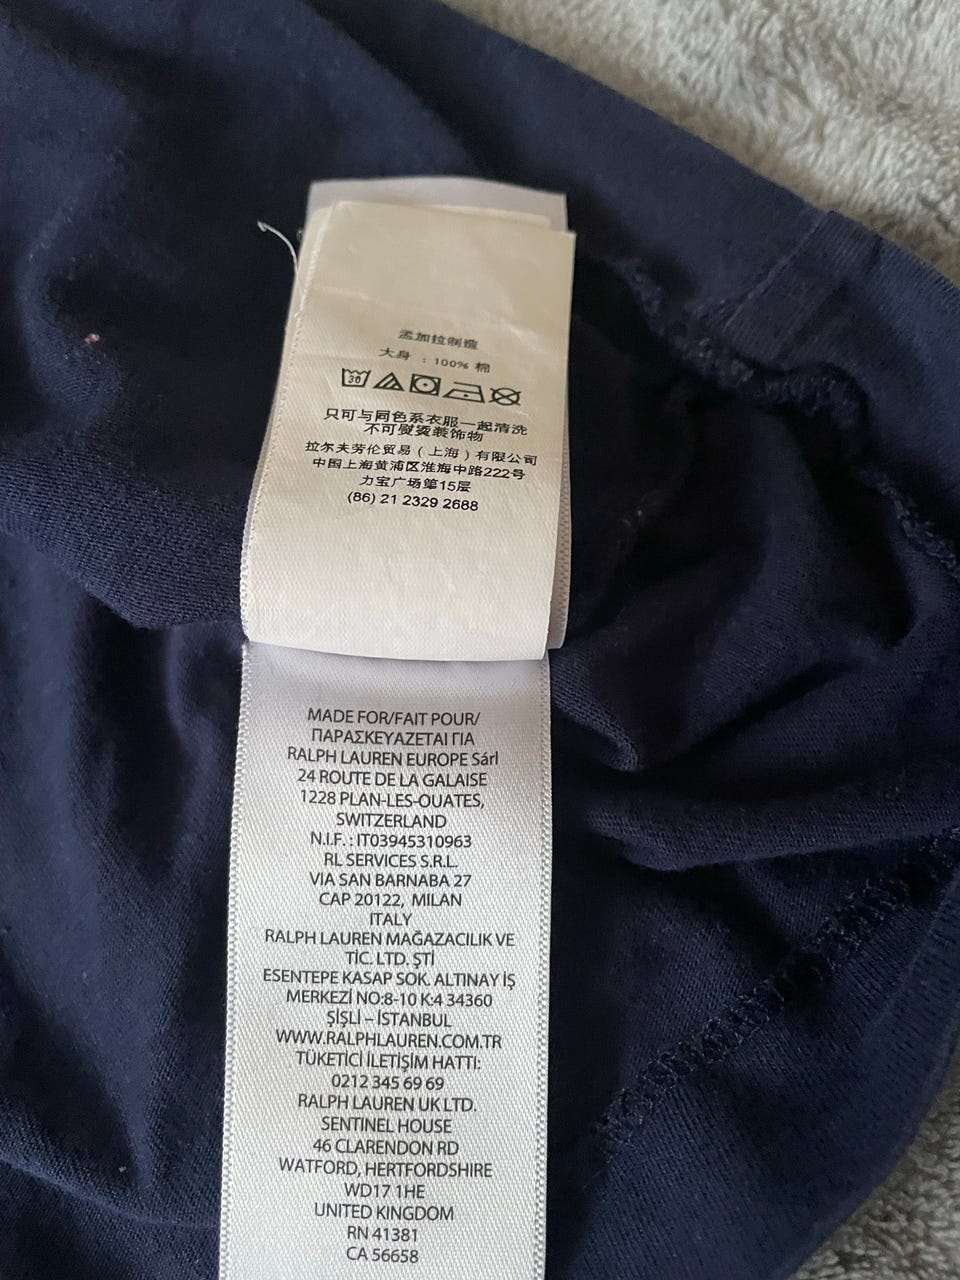 孟加拉制造
大身 : 100% 棉
30
只可与同色系衣服一起清洗
不可熨烫装饰物
拉尔夫劳伦贸易(上海)有限公司
中国上海黄浦区淮海中路222号
力宝广场第15层
(86) 21 2329 2688
MADE FOR/FAIT POUR/
ΠΑΡΑΣΚΕΥΑΖΕΤΑΙ ΓΙΑ
RALPH LAUREN EUROPE Sárl
24 ROUTE DE LA GALAISE
1228 PLAN-LES-OUATES,
SWITZERLAND
N.I.F. : IT03945310963
RL SERVICES S.R.L.
VIA SAN BARNABA 27
CAP 20122, MILAN
ITALY
RALPH LAUREN MAĞAZACILIK VE
TİC. LTD. ŞTİ
ESENTEPE KASAP SOK. ALTINAY İŞ
MERKEZİ NO:8-10 K:4 34360
ŞİŞLİ – İSTANBUL
WWW.RALPHLAUREN.COM.TR
TÜKETİCİ İLETİŞİM HATTI:
0212 345 69 69
RALPH LAUREN UK LTD.
SENTINEL HOUSE
46 CLARENDON RD
WATFORD, HERTFORDSHIRE
WD17 1HE
UNITED KINGDOM
RN 41381
CA 56658